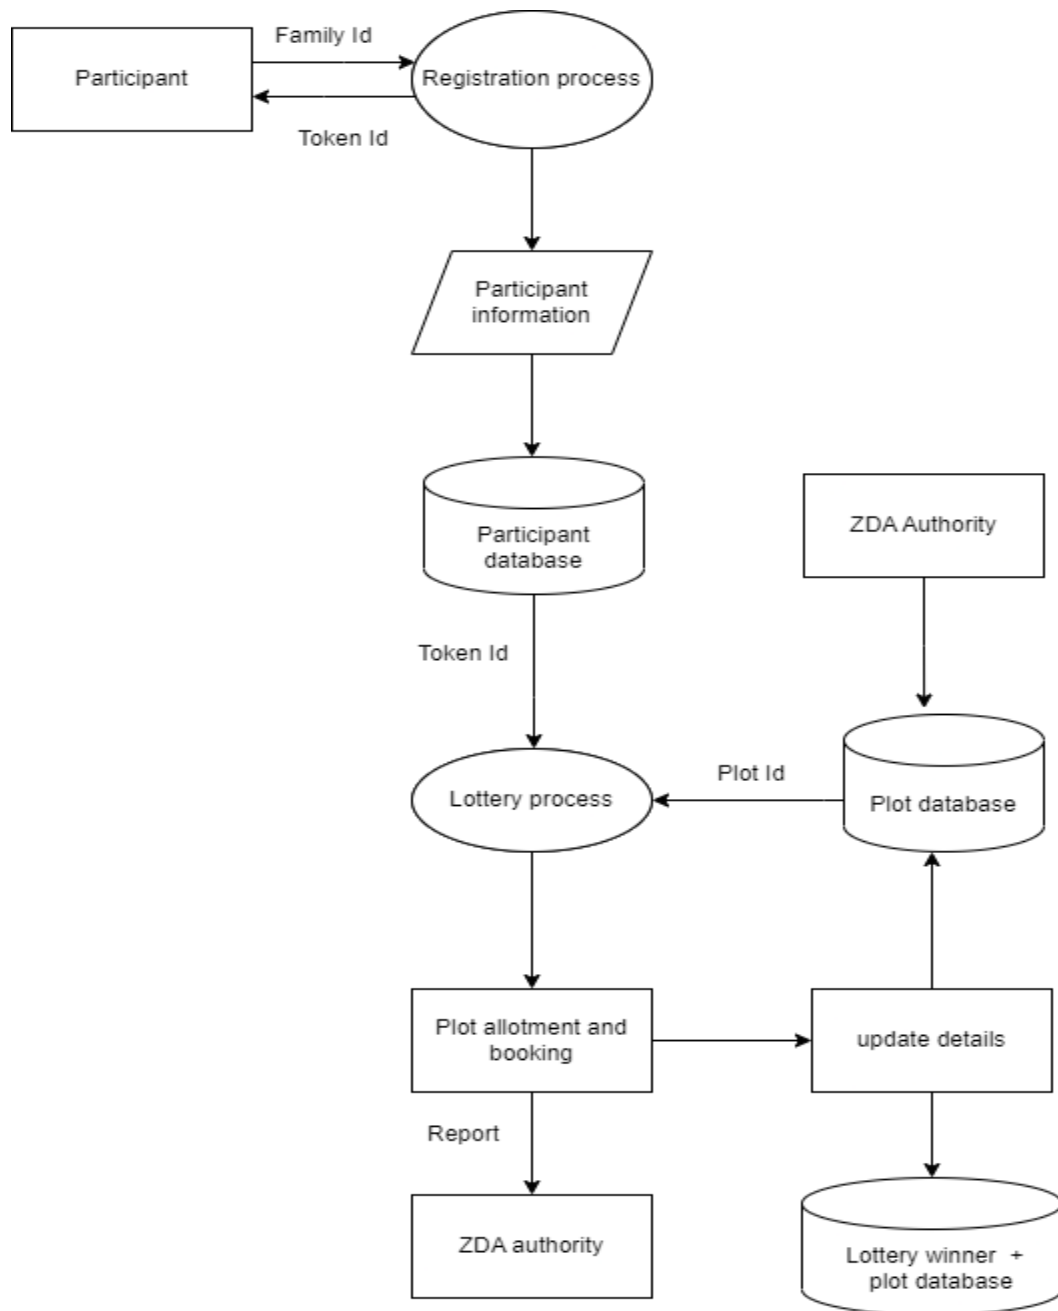 Family Id
Participant
Registration process
Token Id
Participant
information
Participant
database
ZDA Authority
Token Id
Plot Id
Lottery process
Plot database
Plot allotment and
booking
update details
Report
ZDA authority
Lottery winner +
plot database